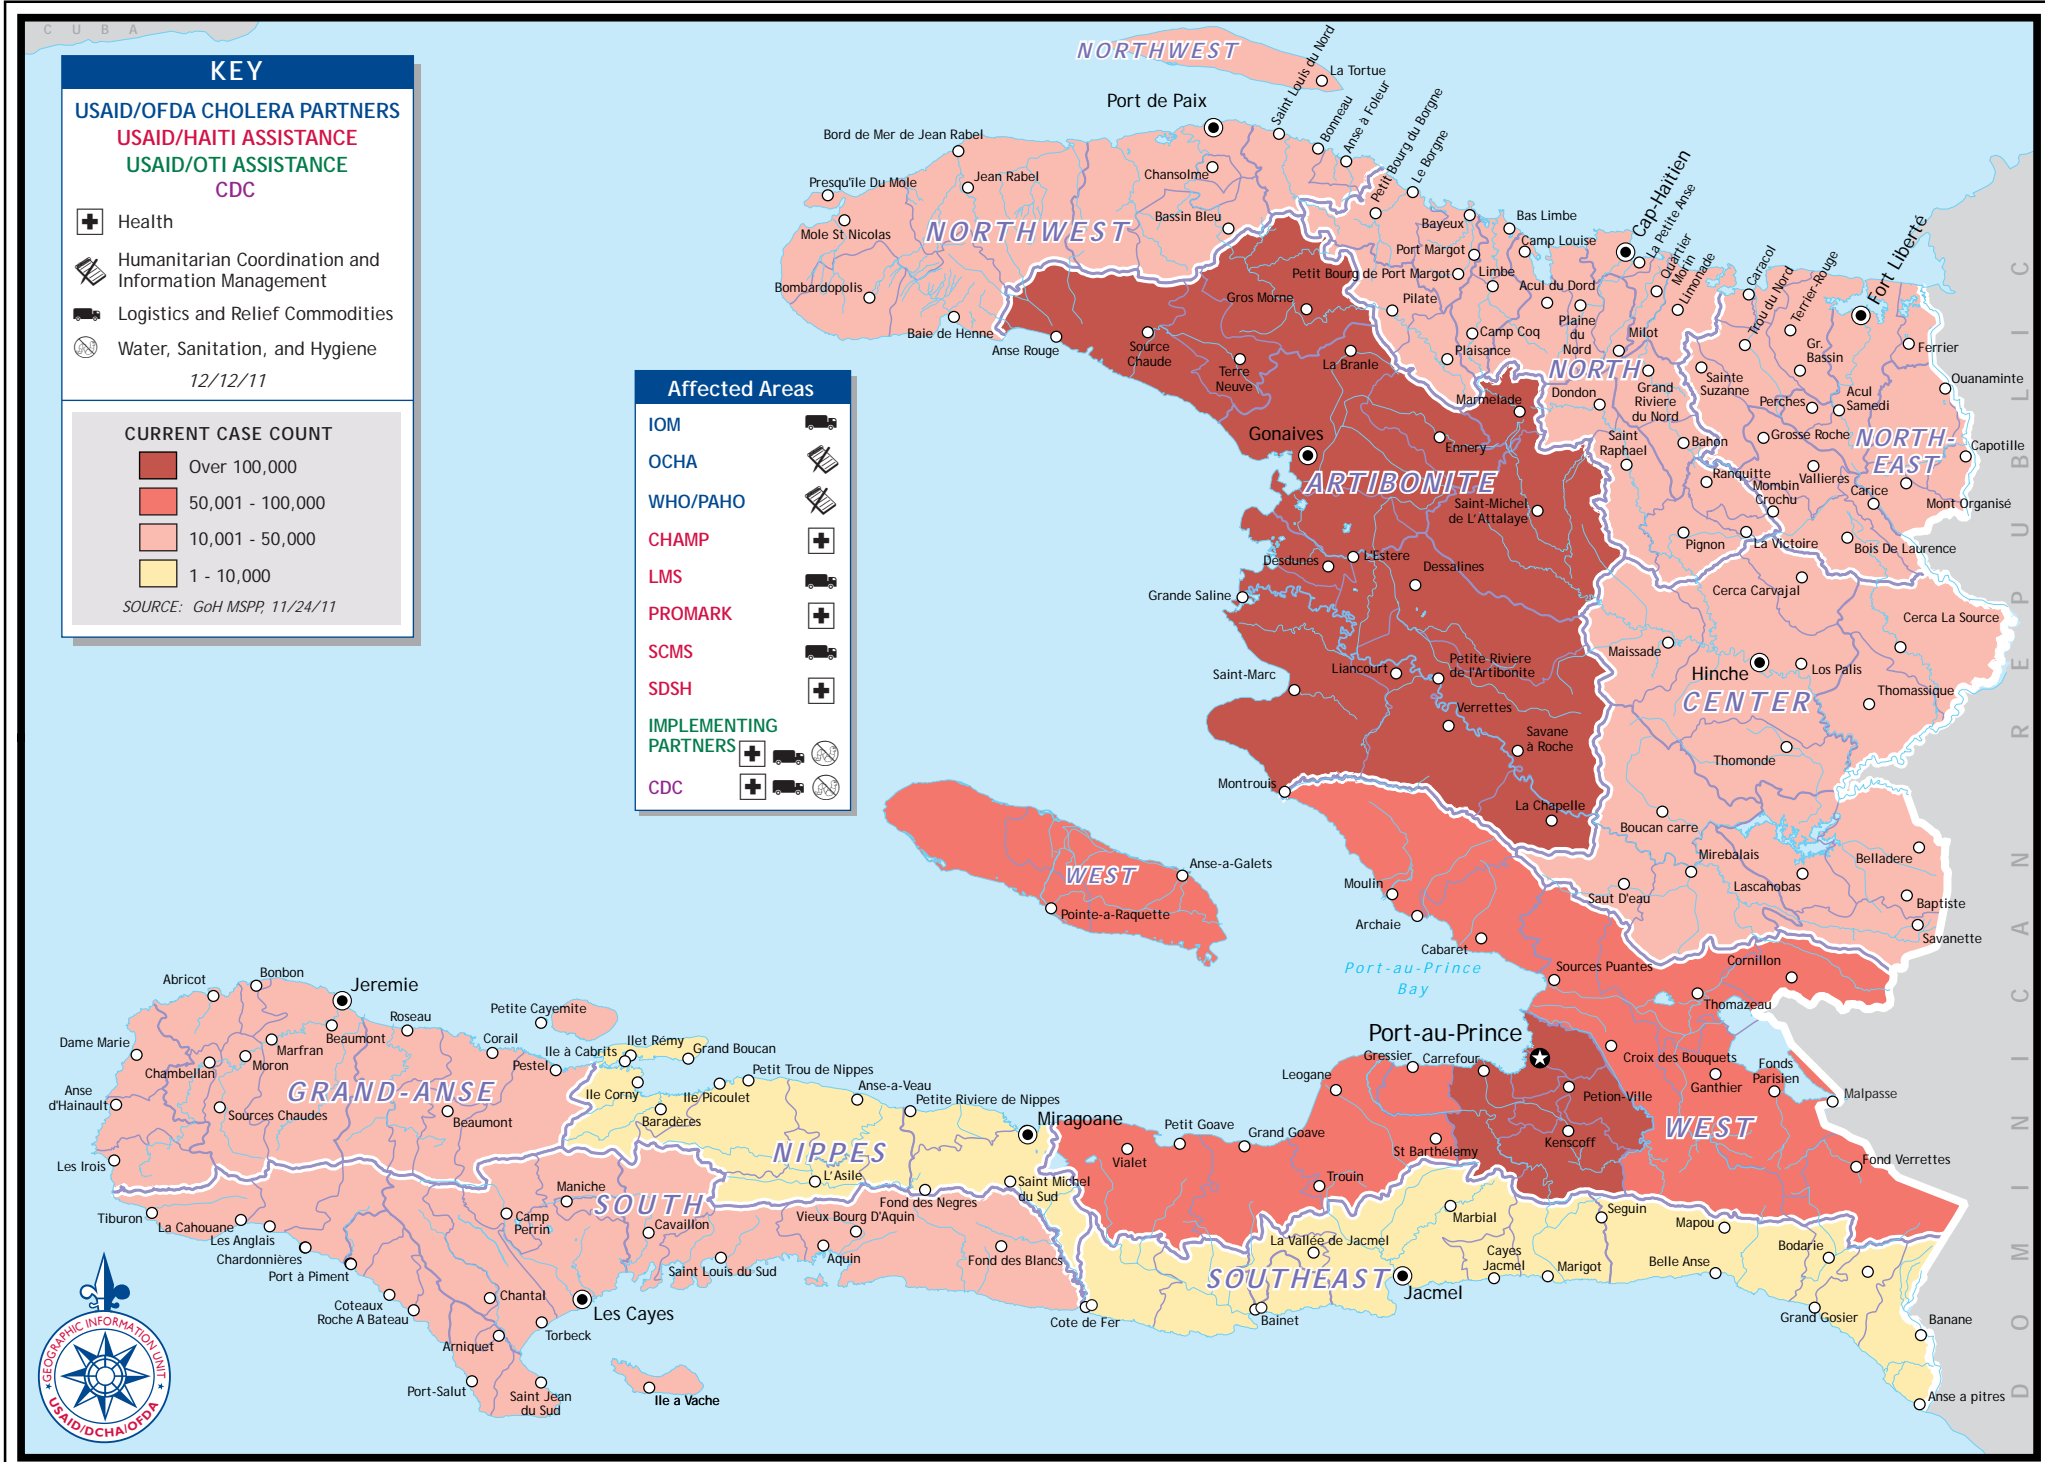 CUBA
KEY
USAID/OFDA CHOLERA PARTNERS
USAID/HAITI ASSISTANCE
USAID/OTI ASSISTANCE
CDC
Health
Humanitarian Coordination and
Information Management
Logistics and Relief Commodities
Water, Sanitation, and Hygiene
12/12/11
CURRENT CASE COUNT
Over 100,000
50,001 - 100,000
10,001 - 50,000
1 - 10,000
SOURCE: GoH MSPP, 11/24/11
Affected Areas
IOM
OCHA
WHO/PAHO
CHAMP
LMS
PROMARK
SCMS
SDSH
IMPLEMENTING
PARTNERS
CDC
NORTHWEST
La Tortue
Port de Paix
Saint Louis du Nord
Bonneau
Anse à Foleur
Petit Bourg du Borgne
Le Borgne
Bord de Mer de Jean Rabel
Jean Rabel
Chansolme
Presqu'ile Du Mole
Mole St Nicolas
NORTHWEST
Bassin Bleu
Bombardopolis
Baie de Henne
Anse Rouge
Bayeux
Bas Limbe
Port Margot
Camp Louise
Petit Bourg de Port Margot
Limbe
Pilate
Acul du Dord
Plaine
du
Nord
Camp Coq
Plaisance
Cap-Haïtien
La Petite Anse
Quartier
Morin
Limonade
Milot
NORTH
Grand
Riviere
du Nord
Dondon
Saint
Raphael
Bahon
Ranquitte
Pignon
La Victoire
Caracol
Trou du Nord
Terrier-Rouge
Fort Liberté
Gr.
Bassin
Ferrier
Sainte
Suzanne
Perches
Acul
Samedi
Ouanaminte
Grosse Roche
NORTH-
EAST
Capotille
Vallieres
Mombin
Crochu
Carice
Mont Organisé
Bois De Laurence
Gros Morne
Source
Chaude
Terre
Neuve
La Branle
Marmelade
Gonaives
Ennery
ARTIBONITE
Saint-Michel
de L'Attalaye
Desdunes
L'Estere
Dessalines
Grande Saline
Saint-Marc
Liancourt
Petite Riviere
de l'Artibonite
Verrettes
Savane
à Roche
Montrouis
La Chapelle
Cerca Carvajal
Cerca La Source
Maissade
Hinche
Los Palis
CENTER
Thomassique
Thomonde
Boucan carre
Mirebalais
Belladere
Lascahobas
Saut D'eau
Baptiste
Savanette
WEST
Anse-a-Galets
Pointe-a-Raquette
Moulin
Archaie
Cabaret
Port-au-Prince
Bay
Sources Puantes
Cornillon
Thomazeau
Port-au-Prince
Gressier
Carrefour
Croix des Bouquets
Ganthier
Fonds
Parisien
Malpasse
Leogane
Petion-Ville
Kenscoff
WEST
Fond Verrettes
Petit Goave
Grand Goave
St Barthélemy
Vialet
Trouin
Abricot
Bonbon
Jeremie
Roseau
Petite Cayemite
Corail
Dame Marie
Marfran
Beaumont
Chambellan
Moron
Pestel
GRAND-ANSE
Anse
d'Hainault
Sources Chaudes
Beaumont
Les Irois
Ile à Cabrits
Ilet Rémy
Grand Boucan
Petit Trou de Nippes
Ile Corny
Ile Picoulet
Anse-a-Veau
Petite Riviere de Nippes
Baradères
Miragoane
NIPPES
L'Asile
Saint Michel
du Sud
Fond des Negres
Tiburon
La Cahouane
Les Anglais
Chardonnières
Port à Piment
Coteaux
Roche A Bateau
Maniche
SOUTH
Camp
Perrin
Cavaillon
Vieux Bourg D'Aquin
Aquin
Saint Louis du Sud
Fond des Blancs
Chantal
Les Cayes
Torbeck
Arniquet
Port-Salut
Saint Jean
du Sud
Ile a Vache
Cote de Fer
La Vallée de Jacmel
SOUTHEAST
Jacmel
Bainet
Marbial
Cayes
Jacmel
Marigot
Seguin
Mapou
Belle Anse
Bodarie
Grand Gosier
Banane
Anse a pitres
DOMINICAN REPUBLIC
GEOGRAPHIC INFORMATION UNIT
USAID/DCHA/OFDA